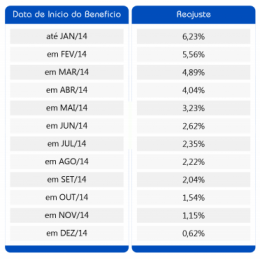 Data de Início do Benefício Reajuste
até JAN/14 6,23%
em FEV/14 5,56%
em MAR/14 4,89%
em ABR/14 4,04%
em MAI/14 3,23%
em JUN/14 2,62%
em JUL/14 2,35%
em AGO/14 2,22%
em SET/14 2,04%
em OUT/14 1,54%
em NOV/14 1,15%
em DEZ/14 0,62%